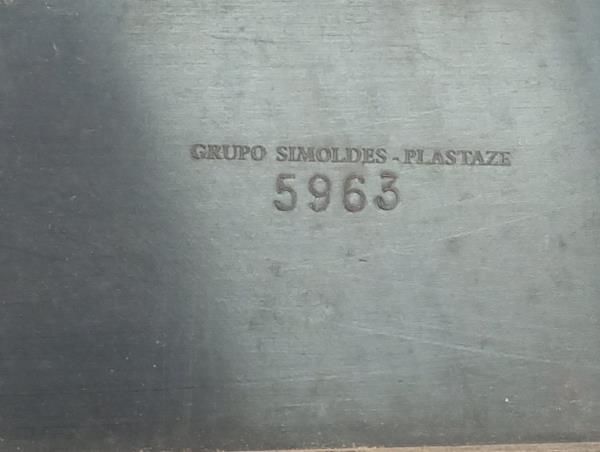 GRUPO SIMOLDES - PLASTAZE
5963